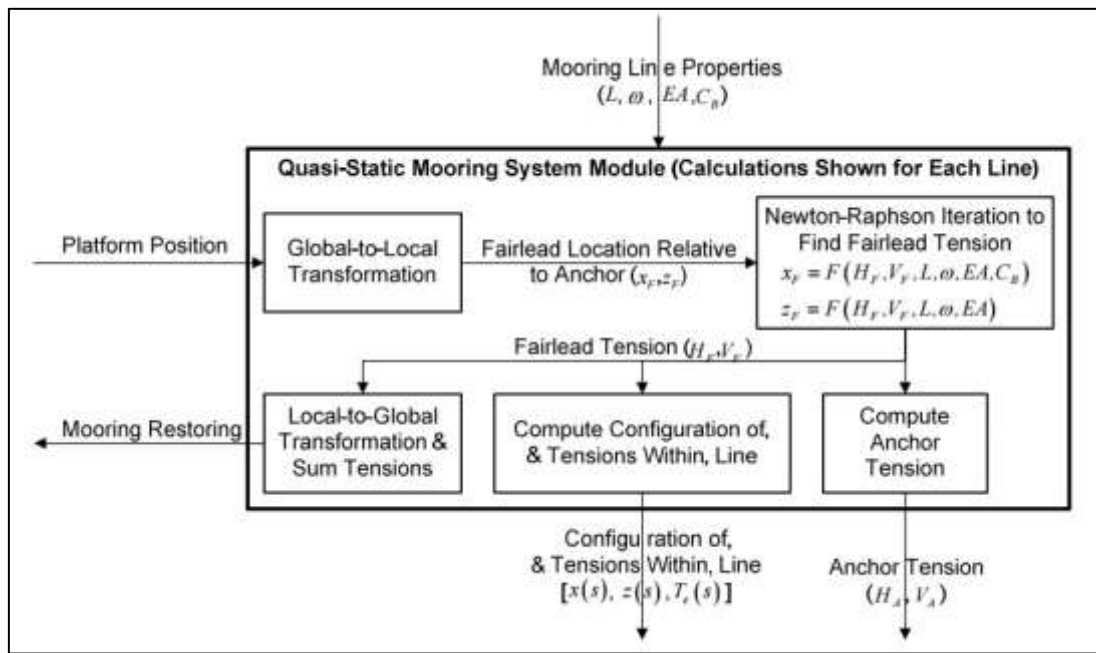 Mooring Line Properties
(L, ω, EA, C_B)
Quasi-Static Mooring System Module (Calculations Shown for Each Line)
Platform Position
Global-to-Local
Transformation
Fairlead Location Relative
to Anchor (x_F, z_F)
Newton-Raphson Iteration to
Find Fairlead Tension
x_F = F(H_F, V_F, L, ω, EA, C_B)
z_F = F(H_F, V_F, L, ω, EA)
Fairlead Tension (H_F, V_F)
Mooring Restoring
Local-to-Global
Transformation &
Sum Tensions
Compute Configuration of,
& Tensions Within, Line
Compute
Anchor
Tension
Configuration of,
& Tensions Within, Line
[x(s), z(s), T_e(s)]
Anchor Tension
(H_A, V_A)